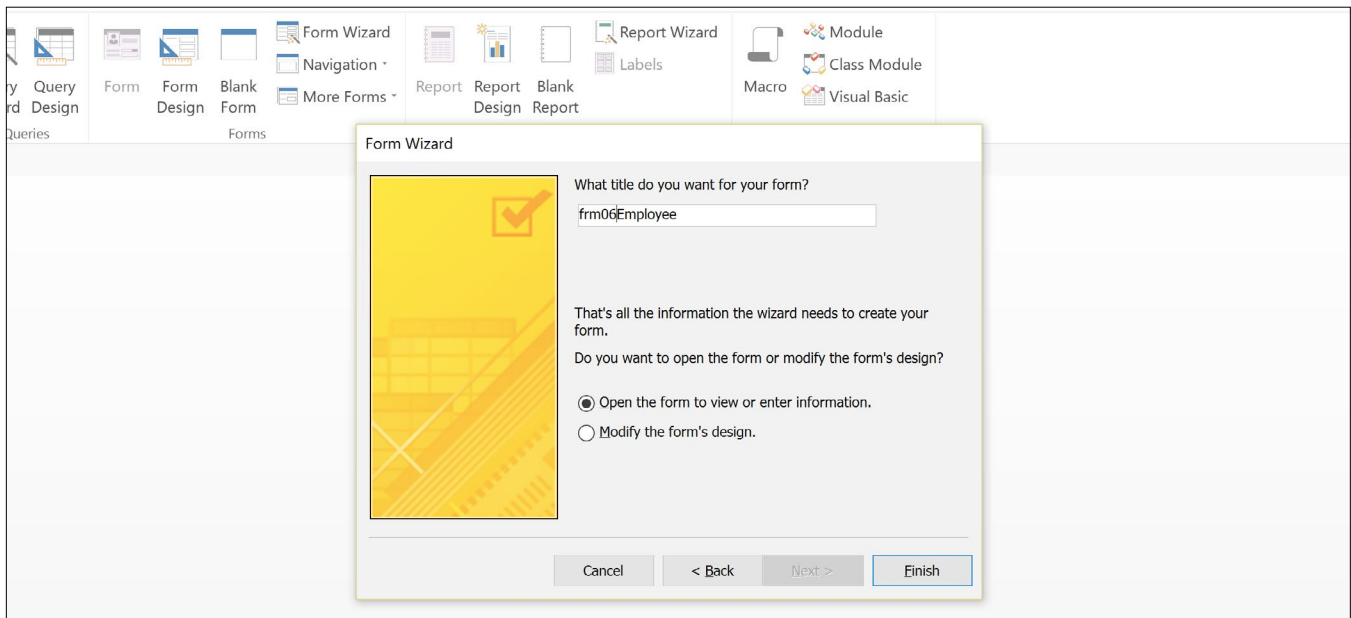 Query
Design
Queries
Form
Form
Design
Blank
Form
Form Wizard
Navigation
More Forms
Forms
Report
Report
Design
Blank
Report
Report Wizard
Labels
Macro
Module
Class Module
Visual Basic
Form Wizard
What title do you want for your form?
frm06Employee
That's all the information the wizard needs to create your
form.
Do you want to open the form or modify the form's design?
Open the form to view or enter information.
Modify the form's design.
Cancel
< Back
Next >
Finish